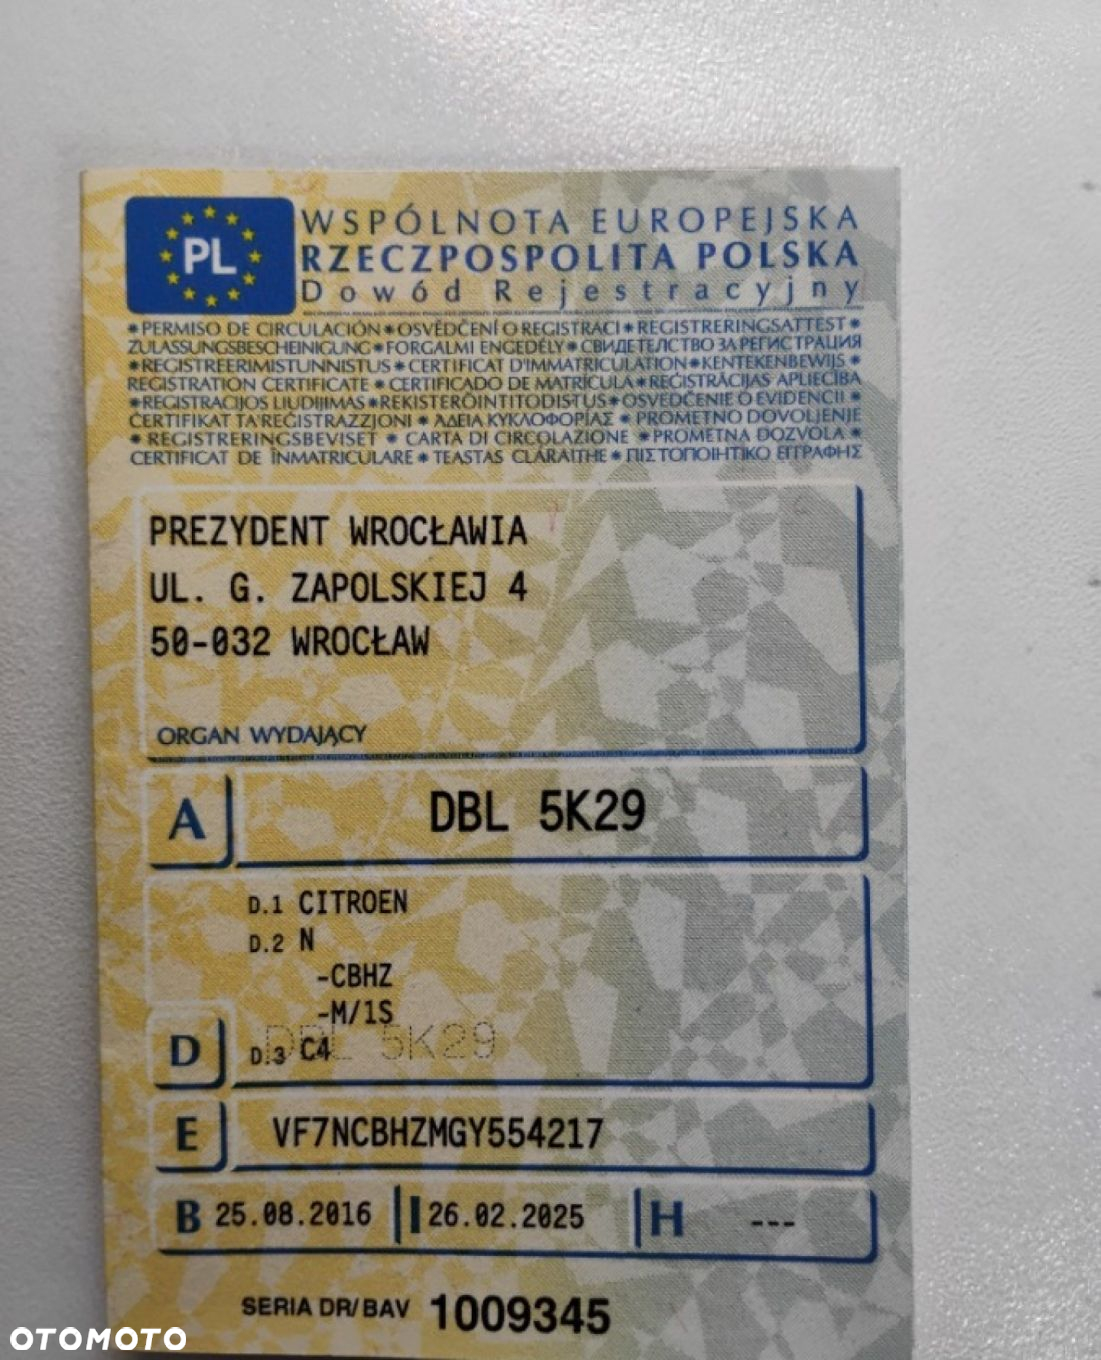 PL
WSPÓLNOTA EUROPEJSKA
RZECZPOSPOLITA POLSKA
Dowód Rejestracyjny
*PERMISO DE CIRCULACIÓN*OSVĚDČENÍ O REGISTRACI*REGISTRERINGSATTEST*
ZULASSUNGSBESCHEINIGUNG*FORGALMI ENGEDÉLY*СВИДЕТЕЛСТВО ЗА РЕГИСТРАЦИЯ
*REGISTREERIMISTUNNISTUS*CERTIFICAT D'IMMATRICULATION*KENTEKENBEWIJS*
REGISTRATION CERTIFICATE*CERTIFICADO DE MATRÍCULA*REĢISTRĀCIJAS APLIECĪBA
*REGISTRACIJOS LIUDIJIMAS*REKISTERÖINTITODISTUS*OSVEDČENIE O EVIDENCII*
ĊERTIFIKAT TA'REĠISTRAZZJONI*ΆΔΕΙΑ ΚΥΚΛΟΦΟΡΙΑΣ*PROMETNO DOVOLJENJE
*REGISTRERINGSBEVISET*CARTA DI CIRCOLAZIONE*PROMETNA DOZVOLA*
CERTIFICAT DE ÎNMATRICULARE*TEASTAS CLÁRAITHE*ΠΙΣΤΟΠΟΙΗΤΙΚΟ ΕΓΓΡΑΦΗΣ
PREZYDENT WROCŁAWIA
UL. G. ZAPOLSKIEJ 4
50-032 WROCŁAW
ORGAN WYDAJĄCY
A DBL 5K29
D.1 CITROEN
D.2 N
-CBHZ
-M/1S
D D.3 C4
DBL 5K29
E VF7NCBHZMGY554217
B 25.08.2016 I 26.02.2025 H ---
SERIA DR/BAV 1009345
OTOMOTO